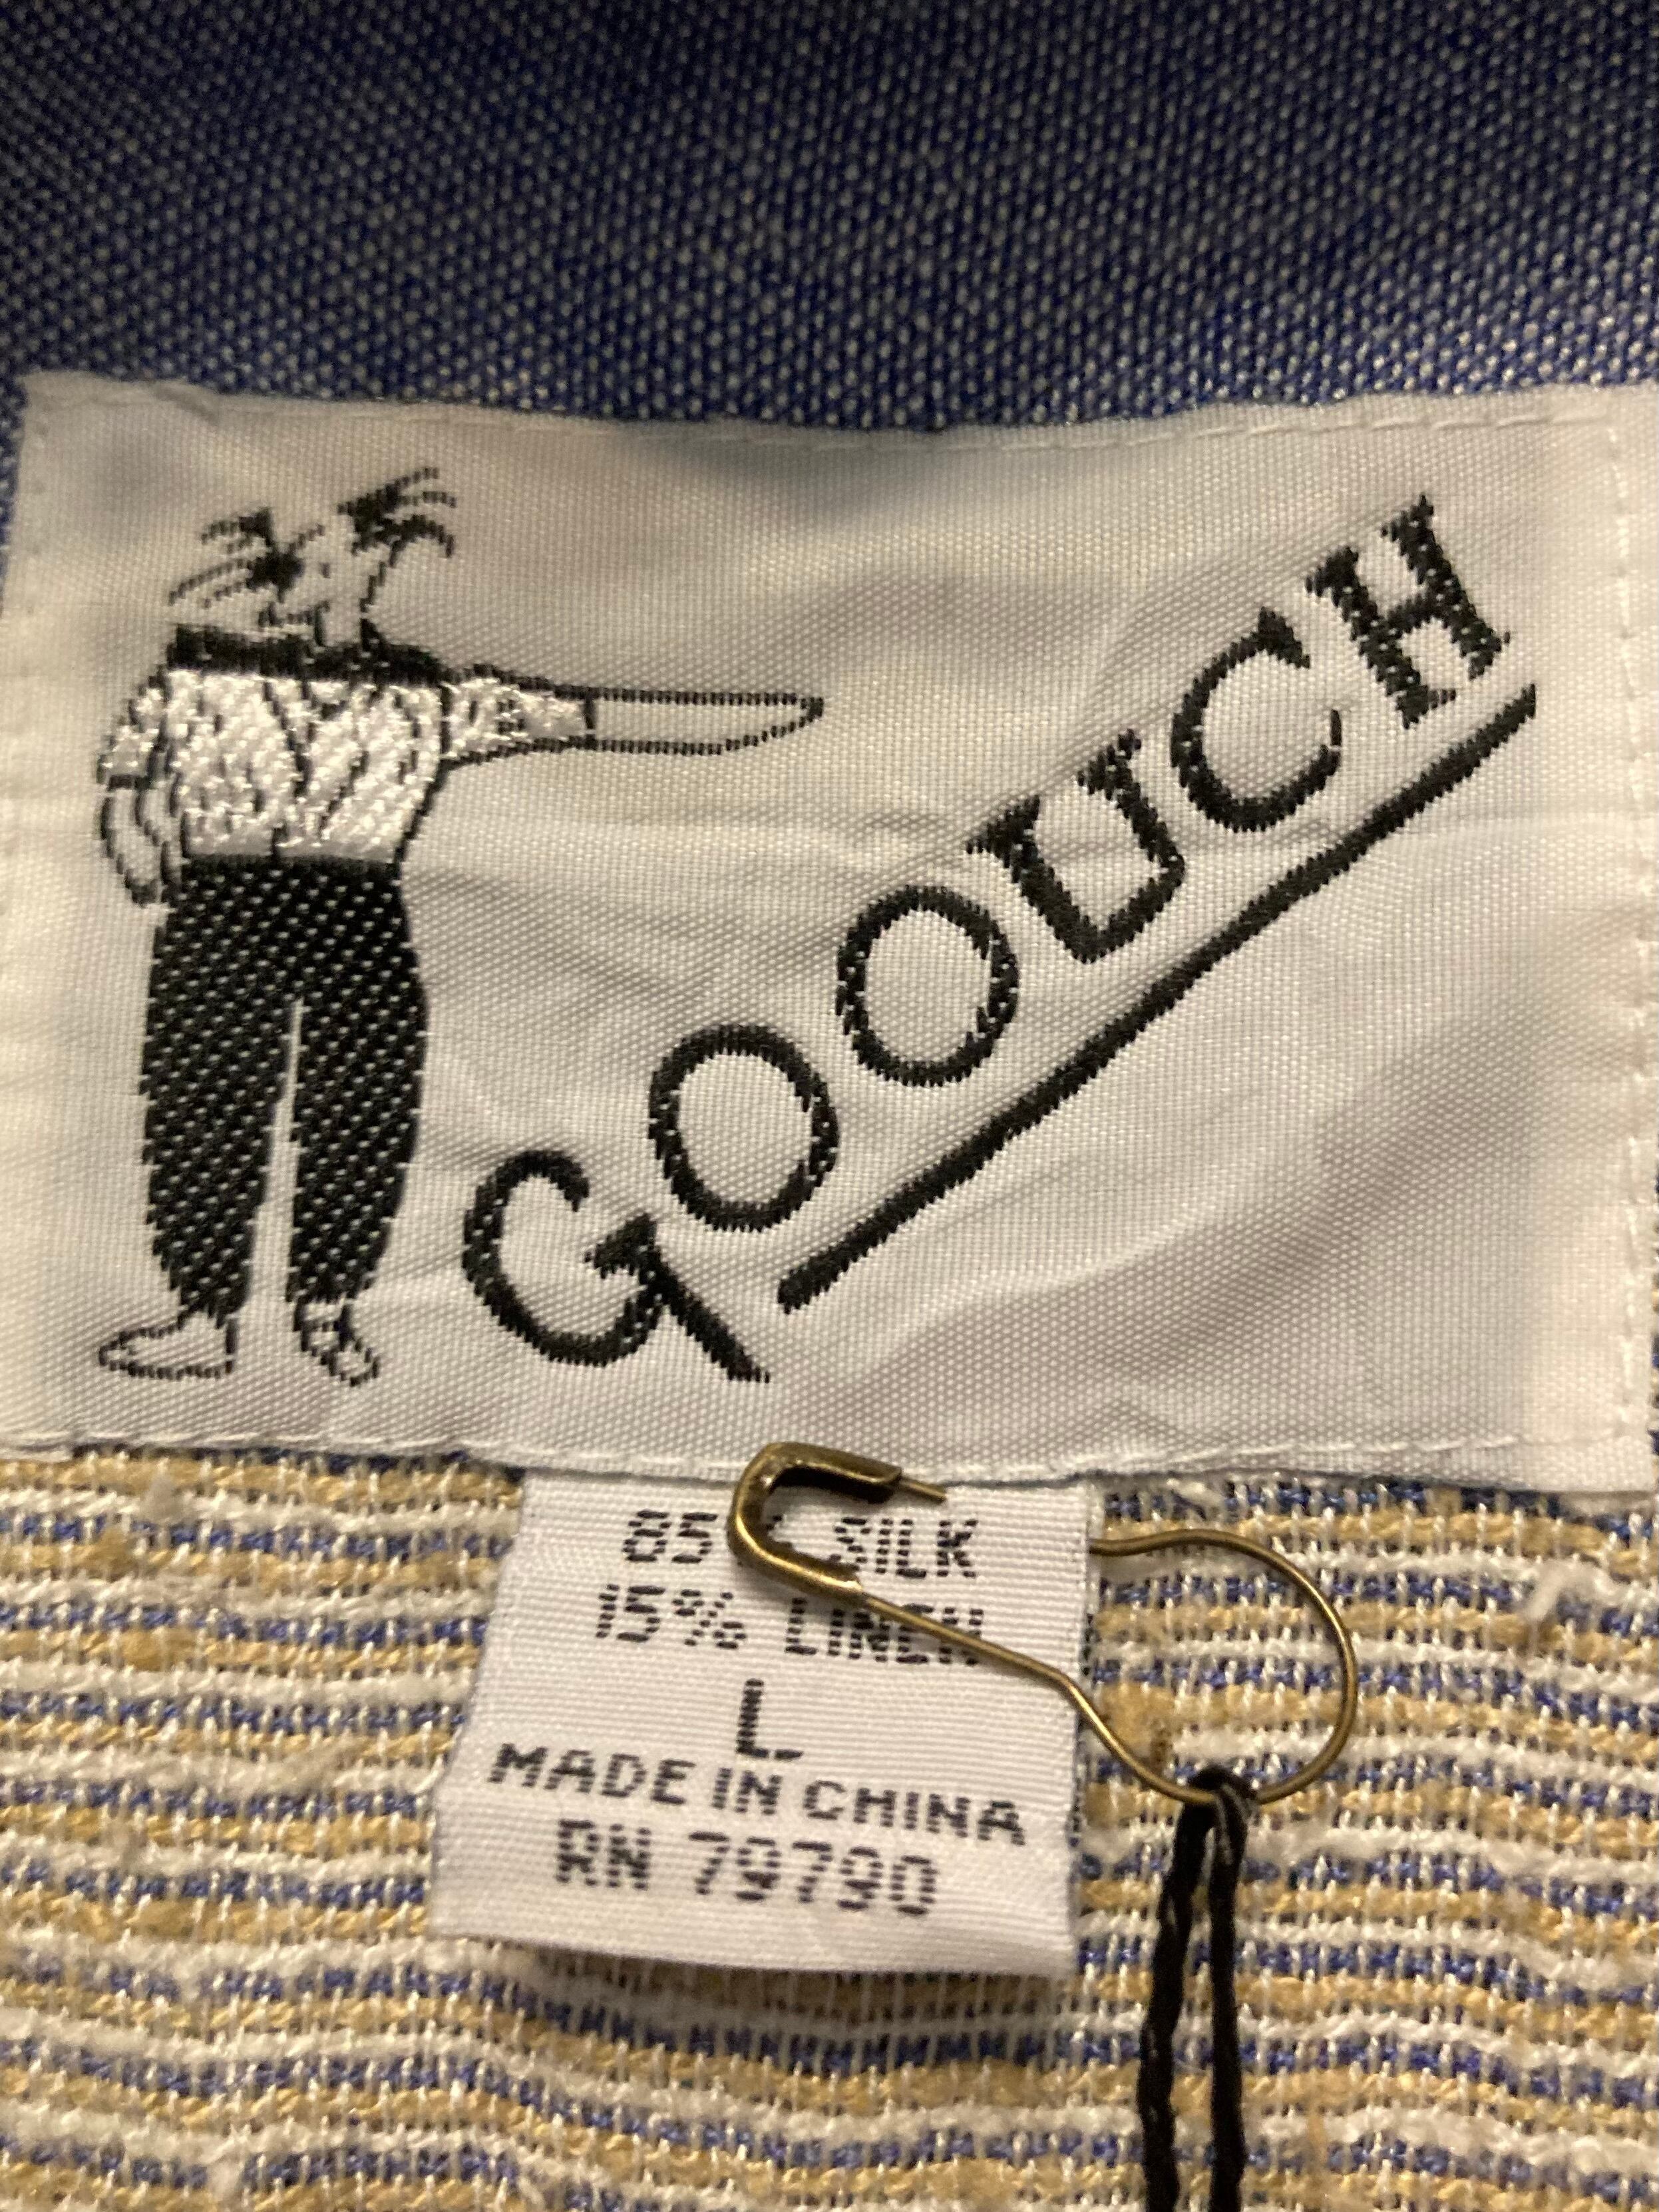 GOOUCH
85% SILK
15% LINEN
L
MADE IN CHINA
RN 79790